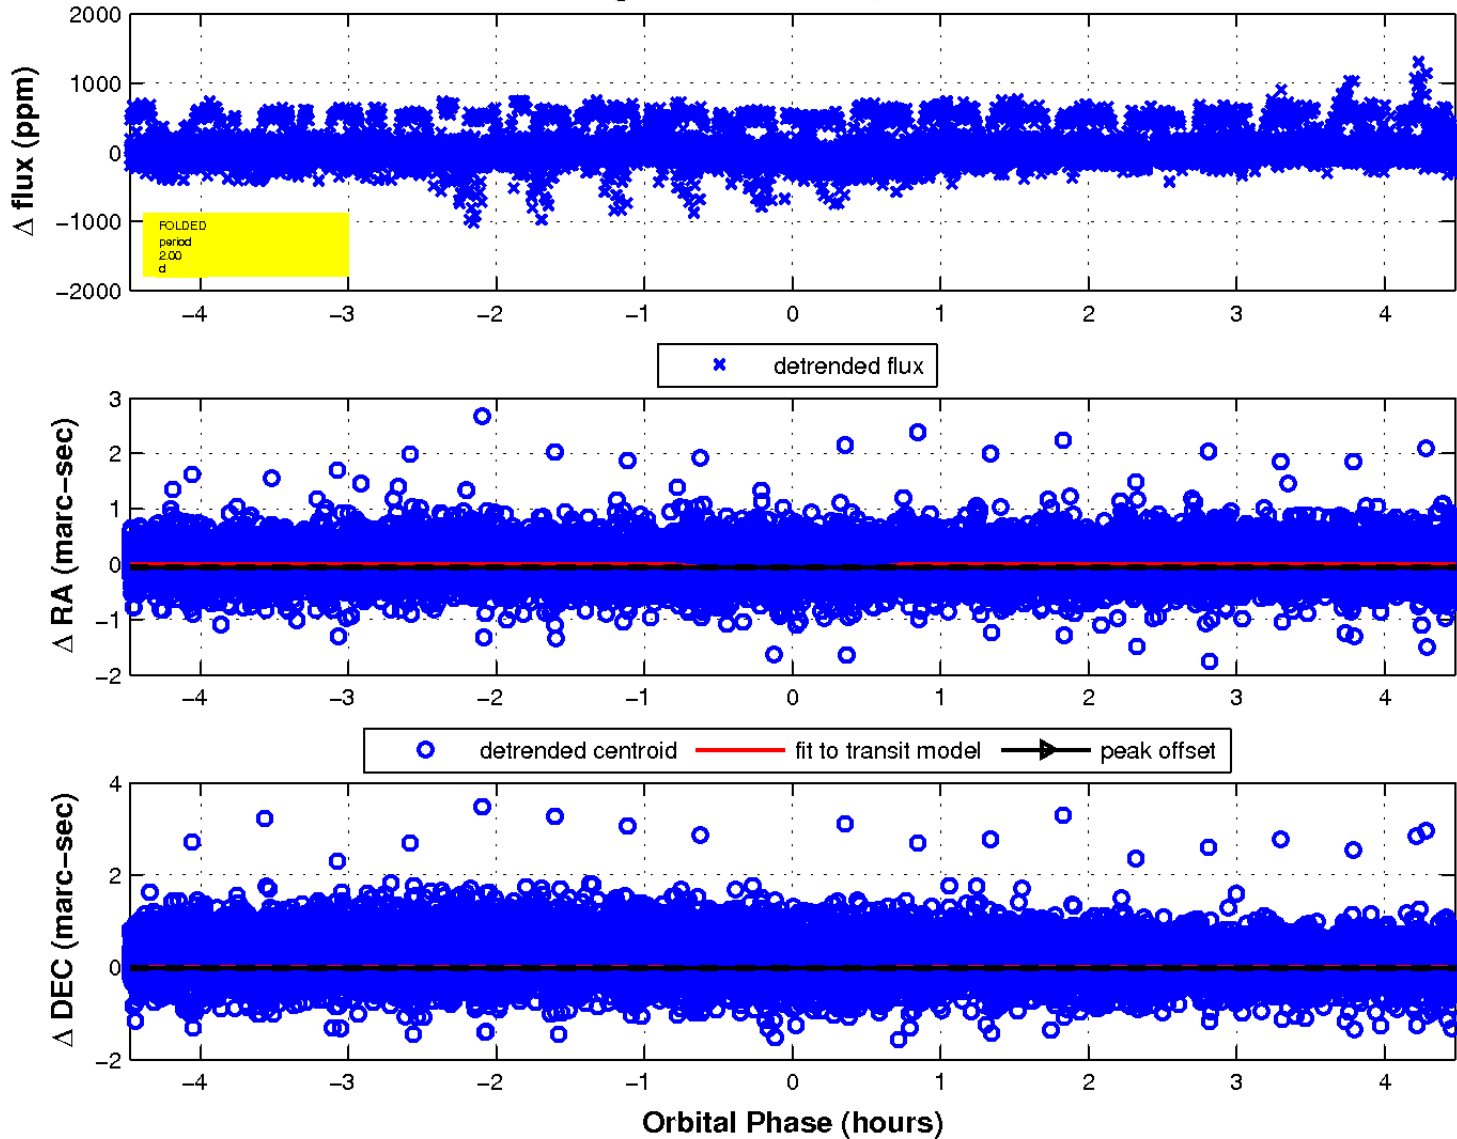 2000
1000
0
−1000
−2000
Δ flux (ppm)
FOLDED
period
2.00
d
−4 −3 −2 −1 0 1 2 3 4
detrended flux
3
2
1
0
−1
−2
Δ RA (marc−sec)
−4 −3 −2 −1 0 1 2 3 4
detrended centroid fit to transit model peak offset
4
2
0
−2
Δ DEC (marc−sec)
−4 −3 −2 −1 0 1 2 3 4
Orbital Phase (hours)